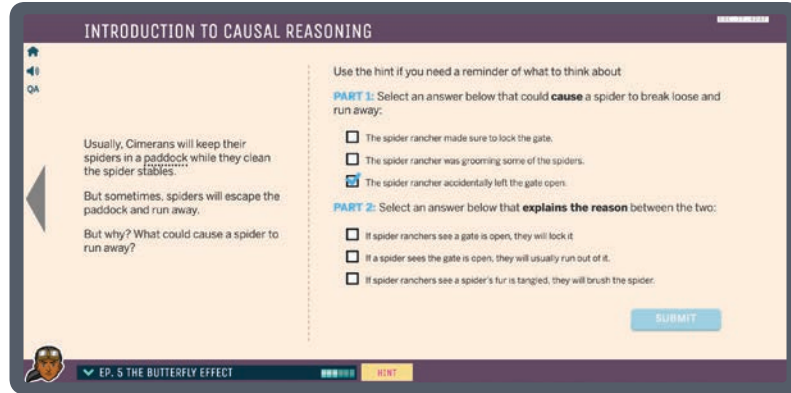 INTRODUCTION TO CAUSAL REASONING
QA
Usually, Cimerans will keep their
spiders in a paddock while they clean
the spider stables.
But sometimes, spiders will escape the
paddock and run away.
But why? What could cause a spider to
run away?
Use the hint if you need a reminder of what to think about
PART 1: Select an answer below that could cause a spider to break loose and
run away:
The spider rancher made sure to lock the gate.
The spider rancher was grooming some of the spiders.
The spider rancher accidentally left the gate open.
PART 2: Select an answer below that explains the reason between the two:
If spider ranchers see a gate is open, they will lock it
If a spider sees the gate is open, they will usually run out of it.
If spider ranchers see a spider's fur is tangled, they will brush the spider.
SUBMIT
EP. 5 THE BUTTERFLY EFFECT
HINT